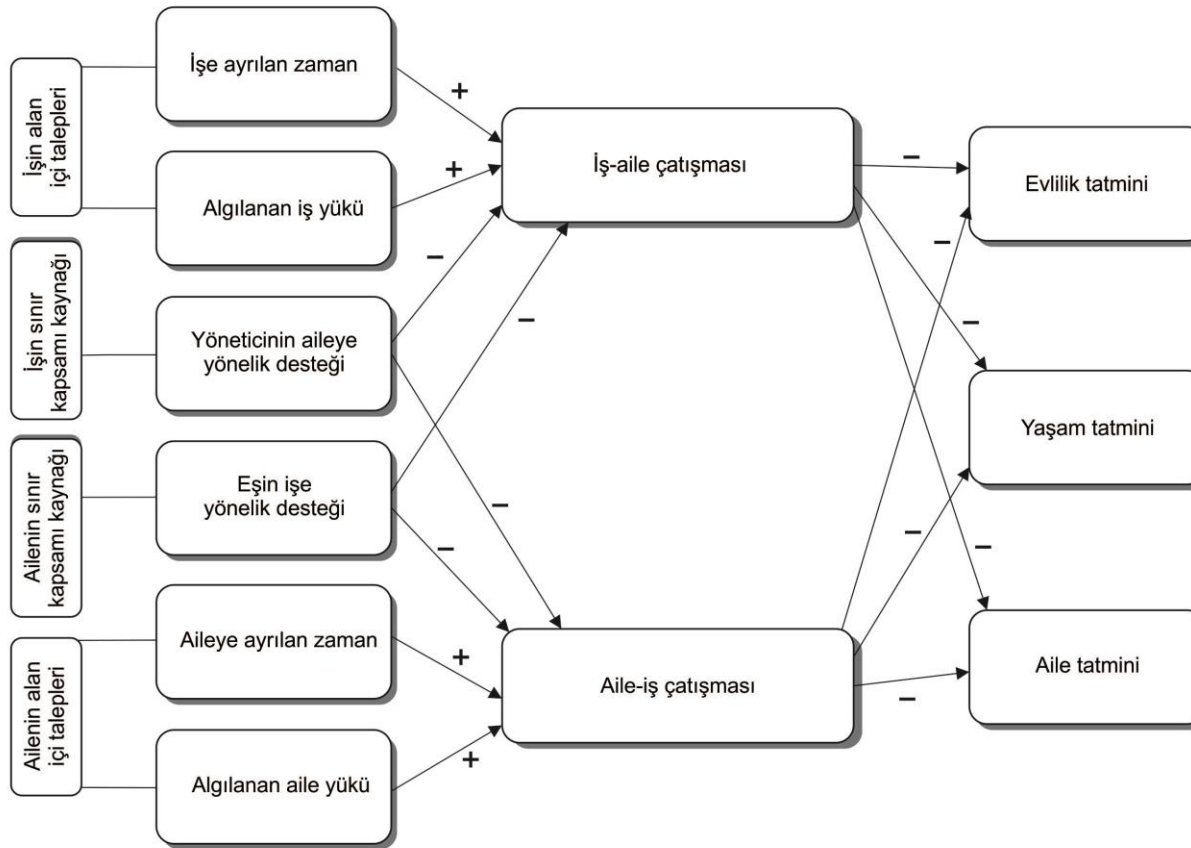 İşin alan
içi talepleri
İşin sınır
kapsamı kaynağı
Ailenin sınır
kapsamı kaynağı
Ailenin alan
içi talepleri
İşe ayrılan zaman
Algılanan iş yükü
Yöneticinin aileye
yönelik desteği
Eşin işe
yönelik desteği
Aileye ayrılan zaman
Algılanan aile yükü
+
+
−
−
−
−
+
+
İş-aile çatışması
Aile-iş çatışması
−
−
−
−
−
−
Evlilik tatmini
Yaşam tatmini
Aile tatmini